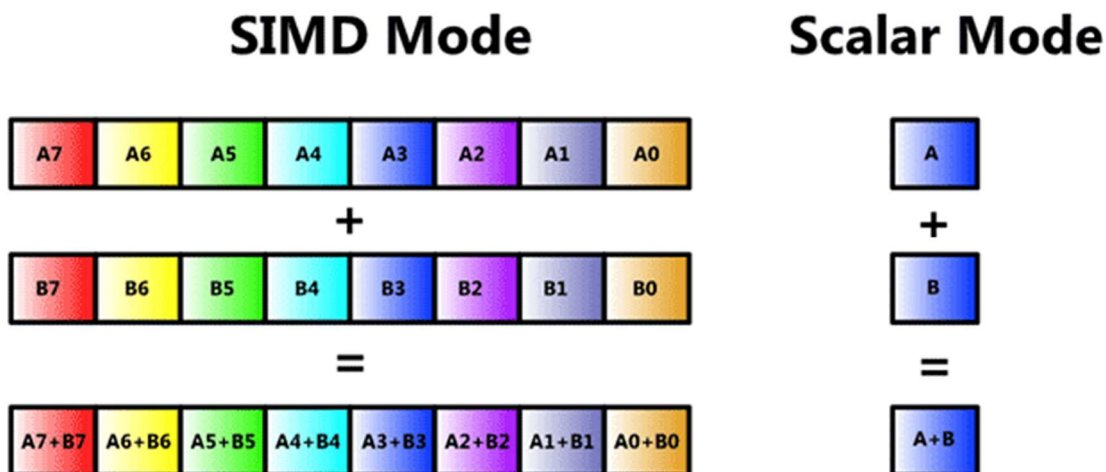 SIMD Mode Scalar Mode
A7 A6 A5 A4 A3 A2 A1 A0 A
+ +
B7 B6 B5 B4 B3 B2 B1 B0 B
= =
A7+B7 A6+B6 A5+B5 A4+B4 A3+B3 A2+B2 A1+B1 A0+B0 A+B